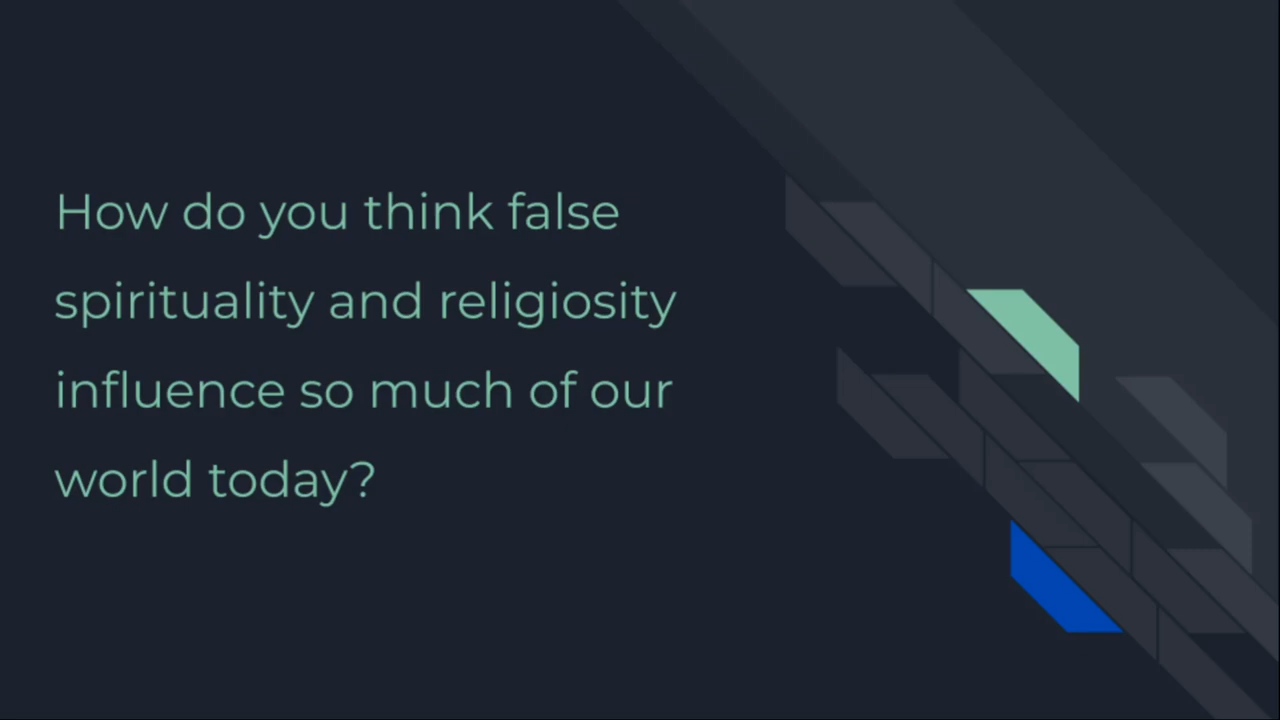 How do you think false
spirituality and religiosity
influence so much of our
world today?